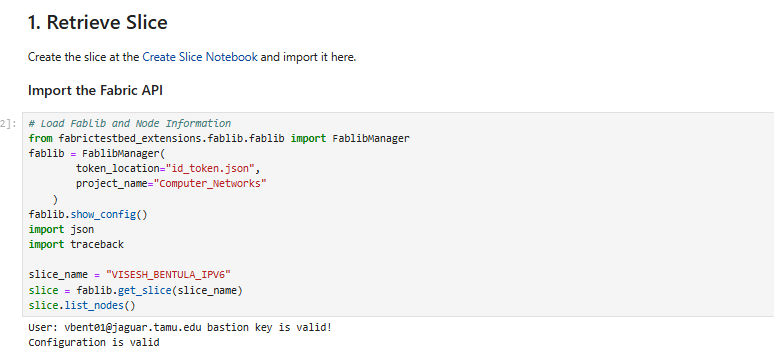 1. Retrieve Slice
Create the slice at the Create Slice Notebook and import it here.
Import the Fabric API
2]:
# Load Fablib and Node Information
from fabrictestbed_extensions.fablib.fablib import FablibManager
fablib = FablibManager(
token_location="id_token.json",
project_name="Computer_Networks"
)
fablib.show_config()
import json
import traceback
slice_name = "VISESH_BENTULA_IPV6"
slice = fablib.get_slice(slice_name)
slice.list_nodes()
User: vbent01@jaguar.tamu.edu bastion key is valid!
Configuration is valid